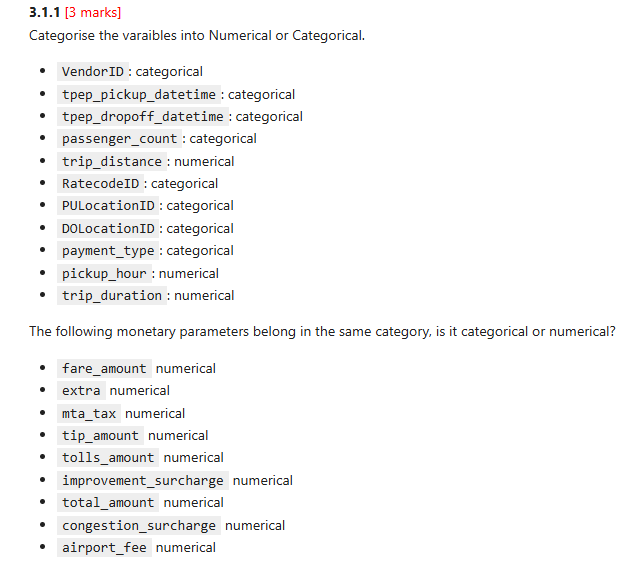 3.1.1 [3 marks]
Categorise the varaibles into Numerical or Categorical.
• VendorID : categorical
• tpep_pickup_datetime : categorical
• tpep_dropoff_datetime : categorical
• passenger_count : categorical
• trip_distance : numerical
• RatecodeID : categorical
• PULocationID : categorical
• DOLocationID : categorical
• payment_type : categorical
• pickup_hour : numerical
• trip_duration : numerical
The following monetary parameters belong in the same category, is it categorical or numerical?
• fare_amount numerical
• extra numerical
• mta_tax numerical
• tip_amount numerical
• tolls_amount numerical
• improvement_surcharge numerical
• total_amount numerical
• congestion_surcharge numerical
• airport_fee numerical